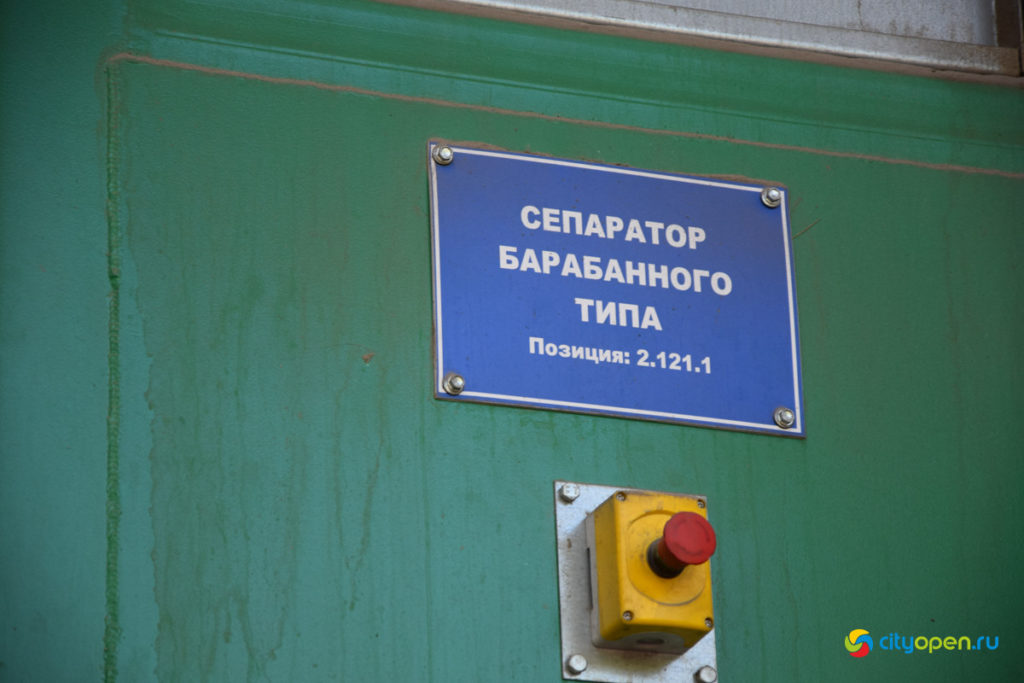 СЕПАРАТОР
БАРАБАННОГО
ТИПА
Позиция: 2.121.1
cityopen.ru